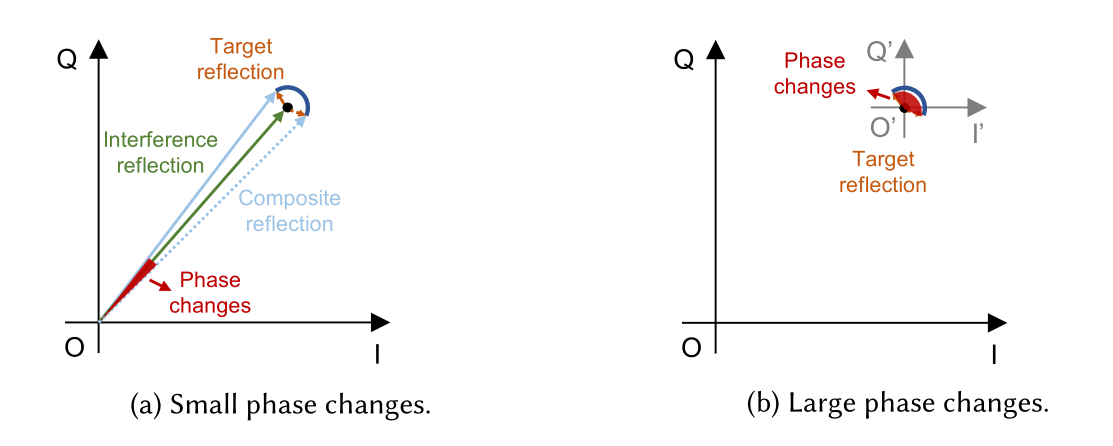 Q
Target
reflection
Interference
reflection
Composite
reflection
Phase
changes
O
I
(a) Small phase changes.
Q
Q'
Phase
changes
O'
I'
Target
reflection
O
I
(b) Large phase changes.